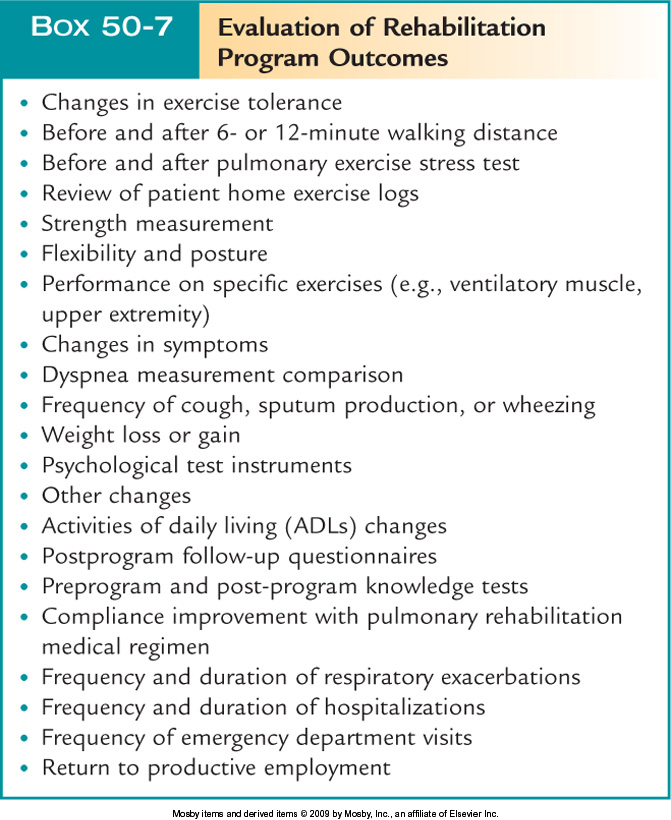 BOX 50-7
Evaluation of Rehabilitation
Program Outcomes
• Changes in exercise tolerance
• Before and after 6- or 12-minute walking distance
• Before and after pulmonary exercise stress test
• Review of patient home exercise logs
• Strength measurement
• Flexibility and posture
• Performance on specific exercises (e.g., ventilatory muscle,
upper extremity)
• Changes in symptoms
• Dyspnea measurement comparison
• Frequency of cough, sputum production, or wheezing
• Weight loss or gain
• Psychological test instruments
• Other changes
• Activities of daily living (ADLs) changes
• Postprogram follow-up questionnaires
• Preprogram and post-program knowledge tests
• Compliance improvement with pulmonary rehabilitation
medical regimen
• Frequency and duration of respiratory exacerbations
• Frequency and duration of hospitalizations
• Frequency of emergency department visits
• Return to productive employment
Mosby items and derived items © 2009 by Mosby, Inc., an affiliate of Elsevier Inc.